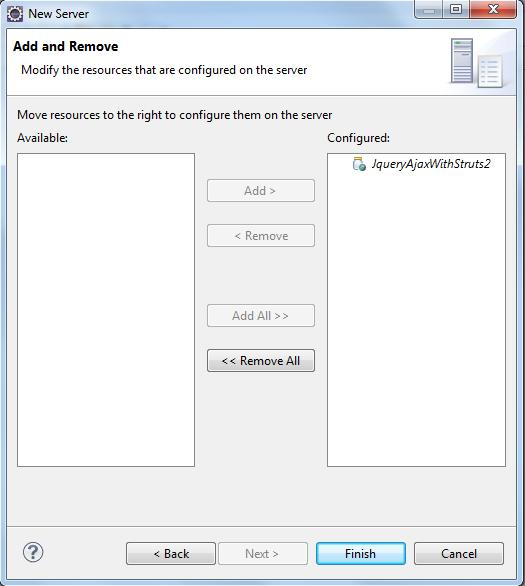 New Server
Add and Remove
Modify the resources that are configured on the server
Move resources to the right to configure them on the server
Available:
Configured:
JqueryAjaxWithStruts2
Add >
< Remove
Add All >>
<< Remove All
?
< Back
Next >
Finish
Cancel